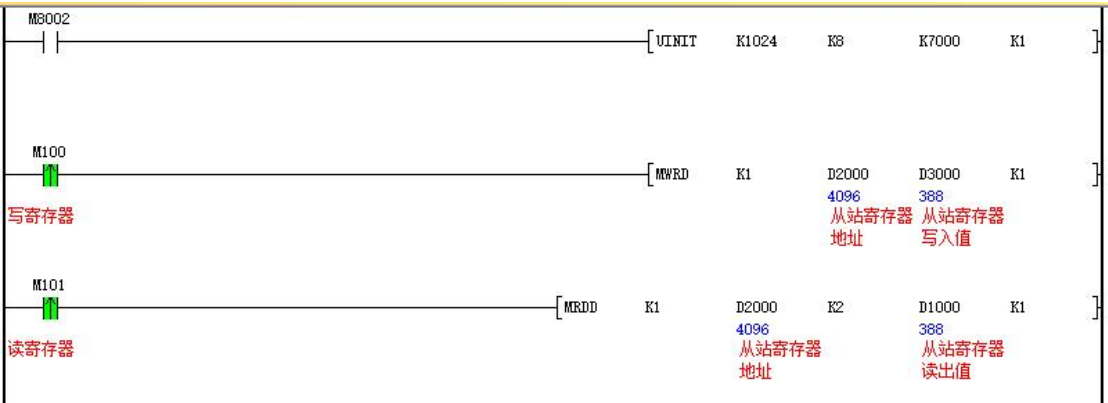 M8002
[ UINIT K1024 K8 K7000 K1 ]
M100
[ MWRD K1 D2000 D3000 K1 ]
4096 388
写寄存器 从站寄存器 从站寄存器
地址 写入值
M101
[ MRDD K1 D2000 K2 D1000 K1 ]
4096 388
读寄存器 从站寄存器 从站寄存器
地址 读出值